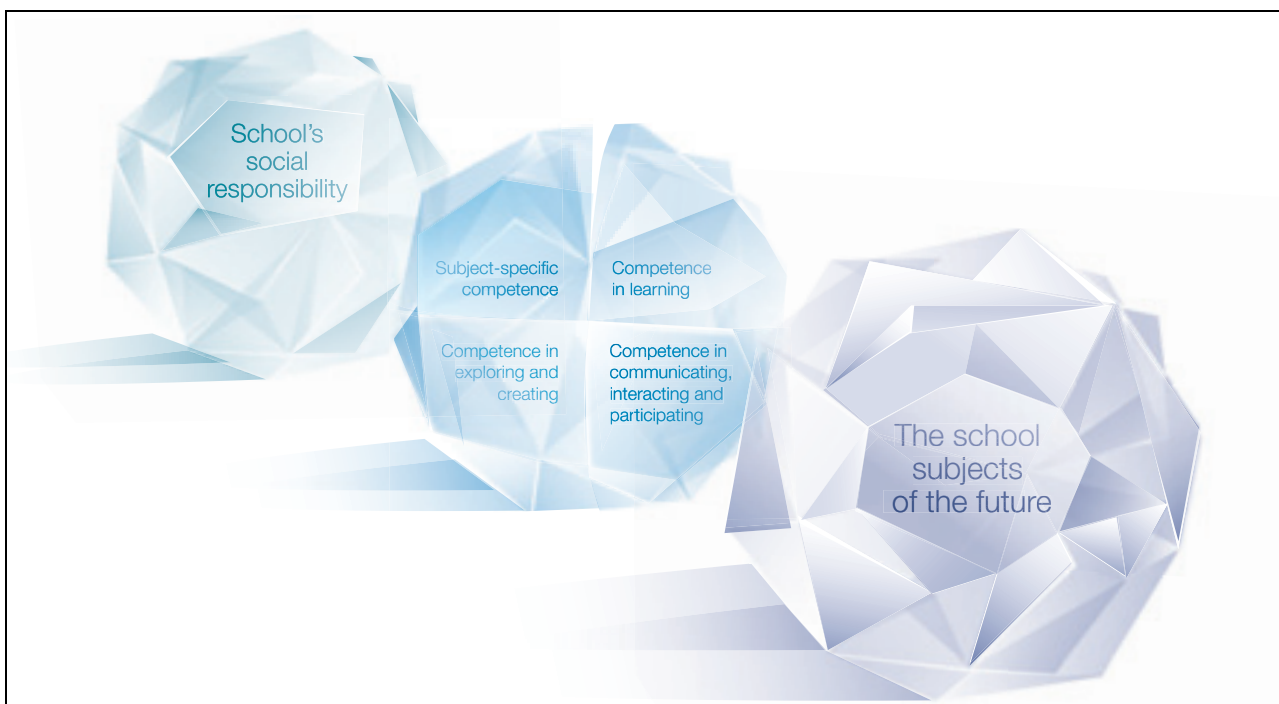 School's
social
responsibility
Subject-specific
competence
Competence
in learning
Competence in
exploring and
creating
Competence in
communicating,
interacting and
participating
The school
subjects
of the future